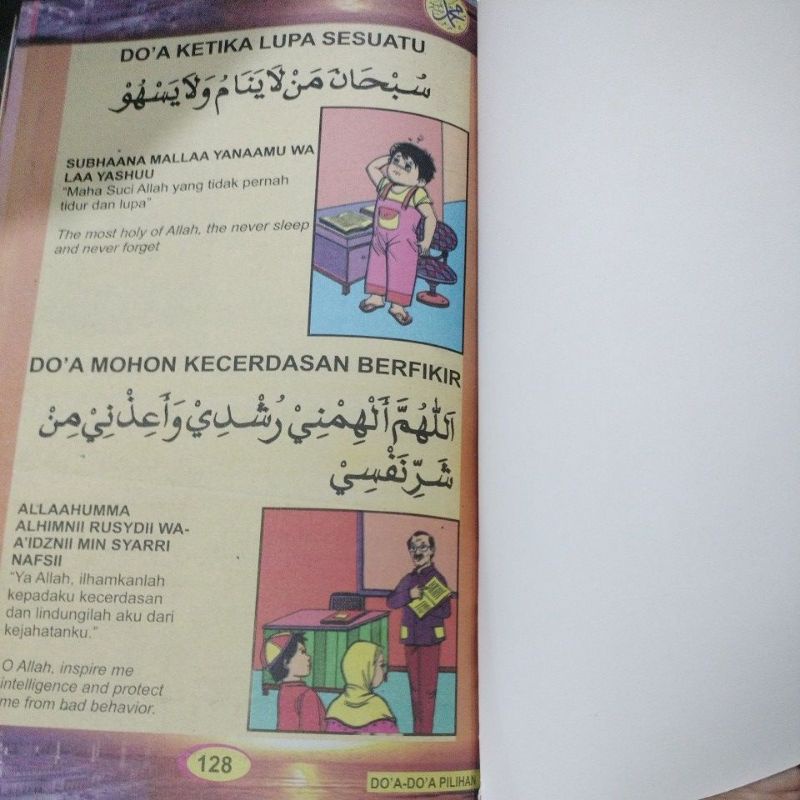 DO'A KETIKA LUPA SESUATU
سُبْحَانَ مَنْ لَا يَنَامُ وَلَا يَسْهُوْ
SUBHAANA MALLAA YANAAMU WA
LAA YASHUU
"Maha Suci Allah yang tidak pernah
tidur dan lupa"
The most holy of Allah, the never sleep
and never forget
DO'A MOHON KECERDASAN BERFIKIR
اَللّٰهُمَّ أَلْهِمْنِيْ رُشْدِيْ وَأَعِذْنِيْ مِنْ
شَرِّ نَفْسِيْ
ALLAAHUMMA
ALHIMNII RUSYDII WA-
A'IDZNII MIN SYARRI
NAFSII
"Ya Allah, ilhamkanlah
kepadaku kecerdasan
dan lindungilah aku dari
kejahatanku."
O Allah, inspire me
intelligence and protect
me from bad behavior.
128
DO'A-DO'A PILIHAN